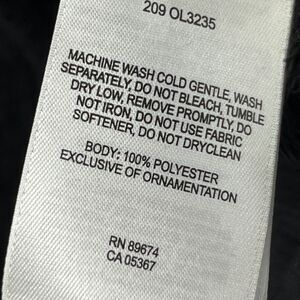 209 OL3235
MACHINE WASH COLD GENTLE, WASH
SEPARATELY, DO NOT BLEACH, TUMBLE
DRY LOW, REMOVE PROMPTLY, DO
NOT IRON, DO NOT USE FABRIC
SOFTENER, DO NOT DRYCLEAN
BODY: 100% POLYESTER
EXCLUSIVE OF ORNAMENTATION
RN 89674
CA 05367